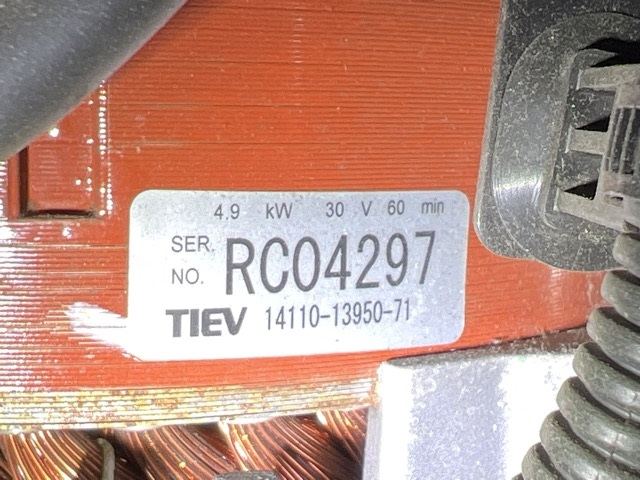 4.9 kW 30 V 60 min
SER. NO. RC04297
TIEV 14110-13950-71